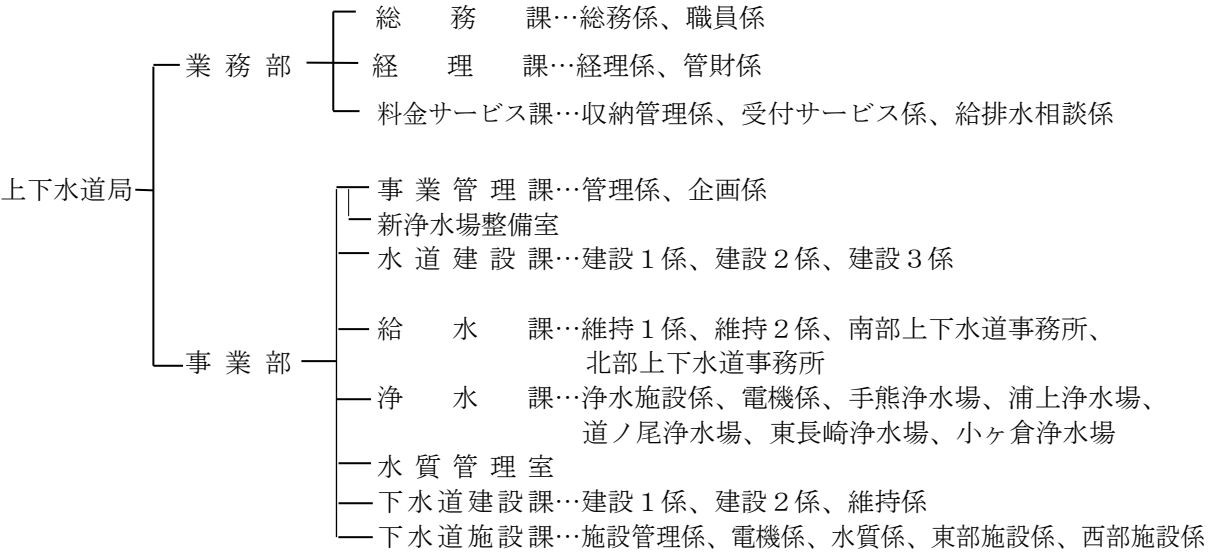 総務課…総務係、職員係
業務部
経理課…経理係、管財係
料金サービス課…収納管理係、受付サービス係、給排水相談係
上下水道局
事業管理課…管理係、企画係
新浄水場整備室
水道建設課…建設1係、建設2係、建設3係
給水課…維持1係、維持2係、南部上下水道事務所、
北部上下水道事務所
事業部
浄水課…浄水施設係、電機係、手熊浄水場、浦上浄水場、
道ノ尾浄水場、東長崎浄水場、小ヶ倉浄水場
水質管理室
下水道建設課…建設1係、建設2係、維持係
下水道施設課…施設管理係、電機係、水質係、東部施設係、西部施設係